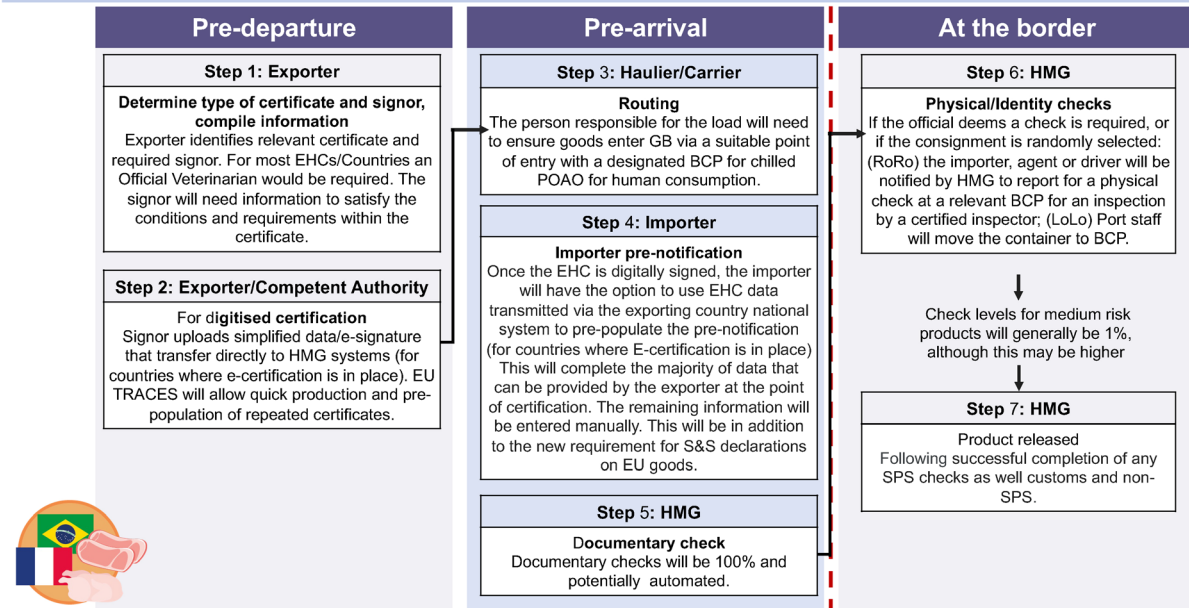 Pre-departure
Step 1: Exporter
Determine type of certificate and signor,
compile information
Exporter identifies relevant certificate and
required signor. For most EHCs/Countries an
Official Veterinarian would be required. The
signor will need information to satisfy the
conditions and requirements within the
certificate.
Step 2: Exporter/Competent Authority
For digitised certification
Signor uploads simplified data/e-signature
that transfer directly to HMG systems (for
countries where e-certification is in place). EU
TRACES will allow quick production and pre-
population of repeated certificates.
Pre-arrival
Step 3: Haulier/Carrier
Routing
The person responsible for the load will need
to ensure goods enter GB via a suitable point
of entry with a designated BCP for chilled
POAO for human consumption.
Step 4: Importer
Importer pre-notification
Once the EHC is digitally signed, the importer
will have the option to use EHC data
transmitted via the exporting country national
system to pre-populate the pre-notification
(for countries where E-certification is in place)
This will complete the majority of data that
can be provided by the exporter at the point
of certification. The remaining information will
be entered manually. This will be in addition
to the new requirement for S&S declarations
on EU goods.
Step 5: HMG
Documentary check
Documentary checks will be 100% and
potentially automated.
At the border
Step 6: HMG
Physical/Identity checks
If the official deems a check is required, or
if the consignment is randomly selected:
(RoRo) the importer, agent or driver will be
notified by HMG to report for a physical
check at a relevant BCP for an inspection
by a certified inspector; (LoLo) Port staff
will move the container to BCP.
Check levels for medium risk
products will generally be 1%,
although this may be higher
Step 7: HMG
Product released
Following successful completion of any
SPS checks as well customs and non-
SPS.